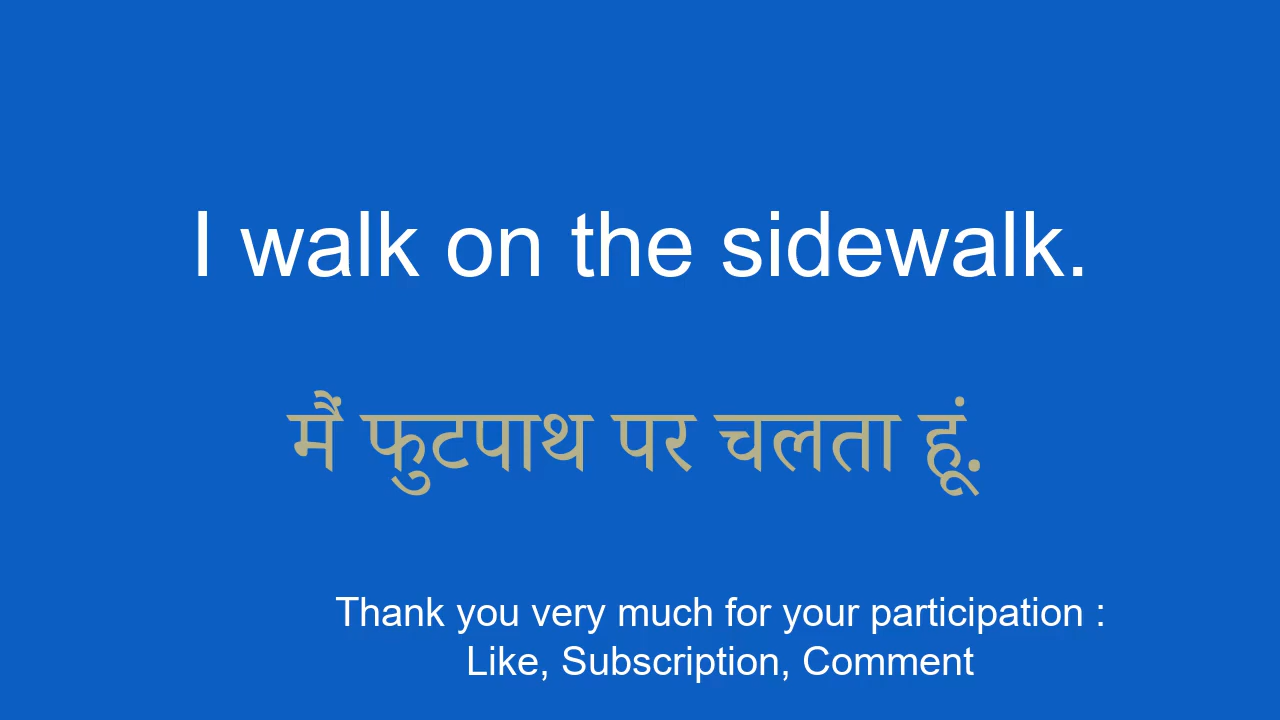 I walk on the sidewalk.
मैं फुटपाथ पर चलता हूं.
Thank you very much for your participation :
Like, Subscription, Comment